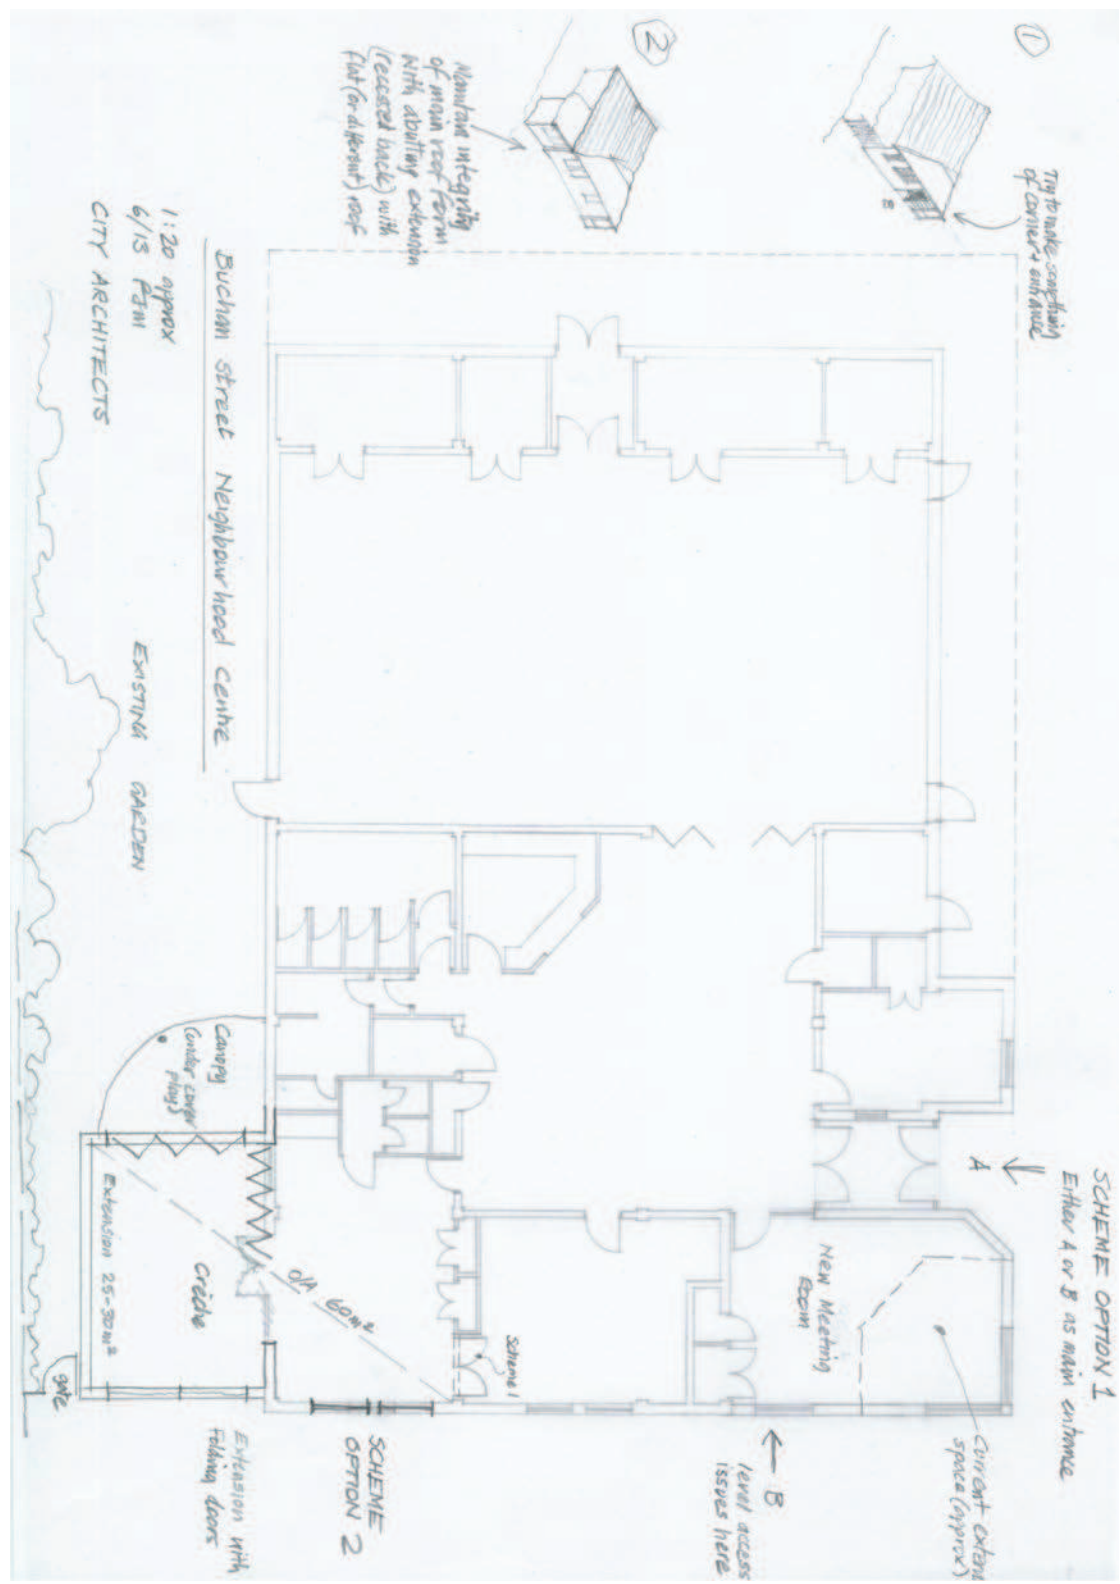 1
Try to make something
of corner + entrance
2
Maintain integrity
of main roof form
with abutting extension
(recessed back) with
flat (or different) roof
SCHEME OPTION 1
Either A or B as main entrance
A
Current extent
space (approx)
New Meeting
Room
B
level access
issues here
Scheme 1
SCHEME
OPTION 2
O/A 60m²
Crèche
Extension 25-30m²
Extension with
folding doors
Canopy
(under cover
play)
gate
Buchan Street Neighbourhood Centre
EXISTING GARDEN
1:20 approx
6/13
CITY ARCHITECTS